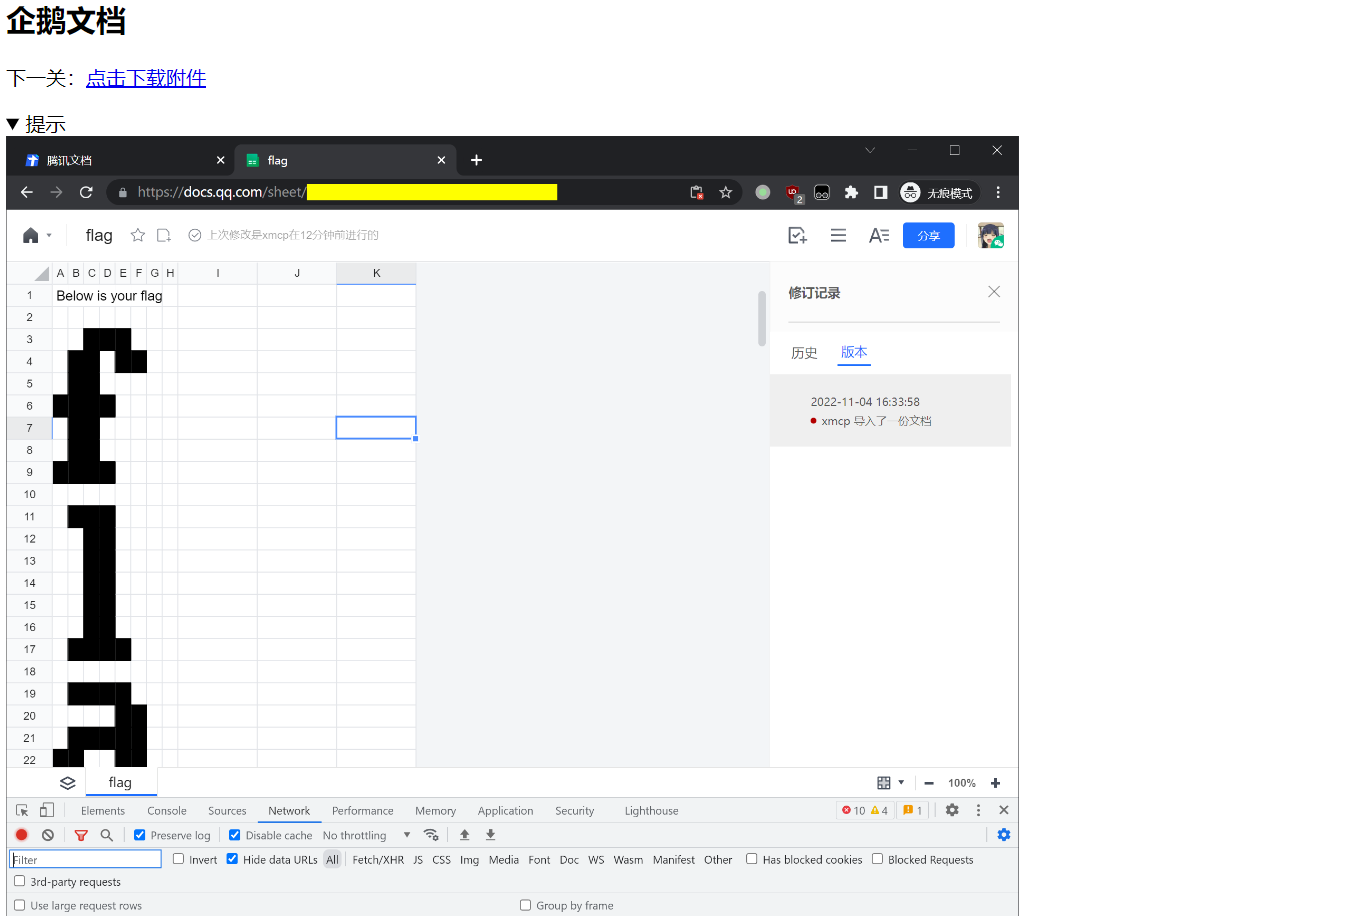 企鹅文档
下一关：点击下载附件
▼ 提示
腾讯文档
flag
https://docs.qq.com/sheet/
2
无痕模式
flag
上次修改是xmcp在12分钟前进行的
分享
A B C D E F G H I J K
1 Below is your flag
2
3
4
5
6
7
8
9
10
11
12
13
14
15
16
17
18
19
20
21
22
修订记录
历史 版本
2022-11-04 16:33:58
xmcp 导入了一份文档
flag
100%
Elements Console Sources Network Performance Memory Application Security Lighthouse
10 4 1
Preserve log Disable cache No throttling
Filter Invert Hide data URLs All Fetch/XHR JS CSS Img Media Font Doc WS Wasm Manifest Other Has blocked cookies Blocked Requests
3rd-party requests
Use large request rows Group by frame